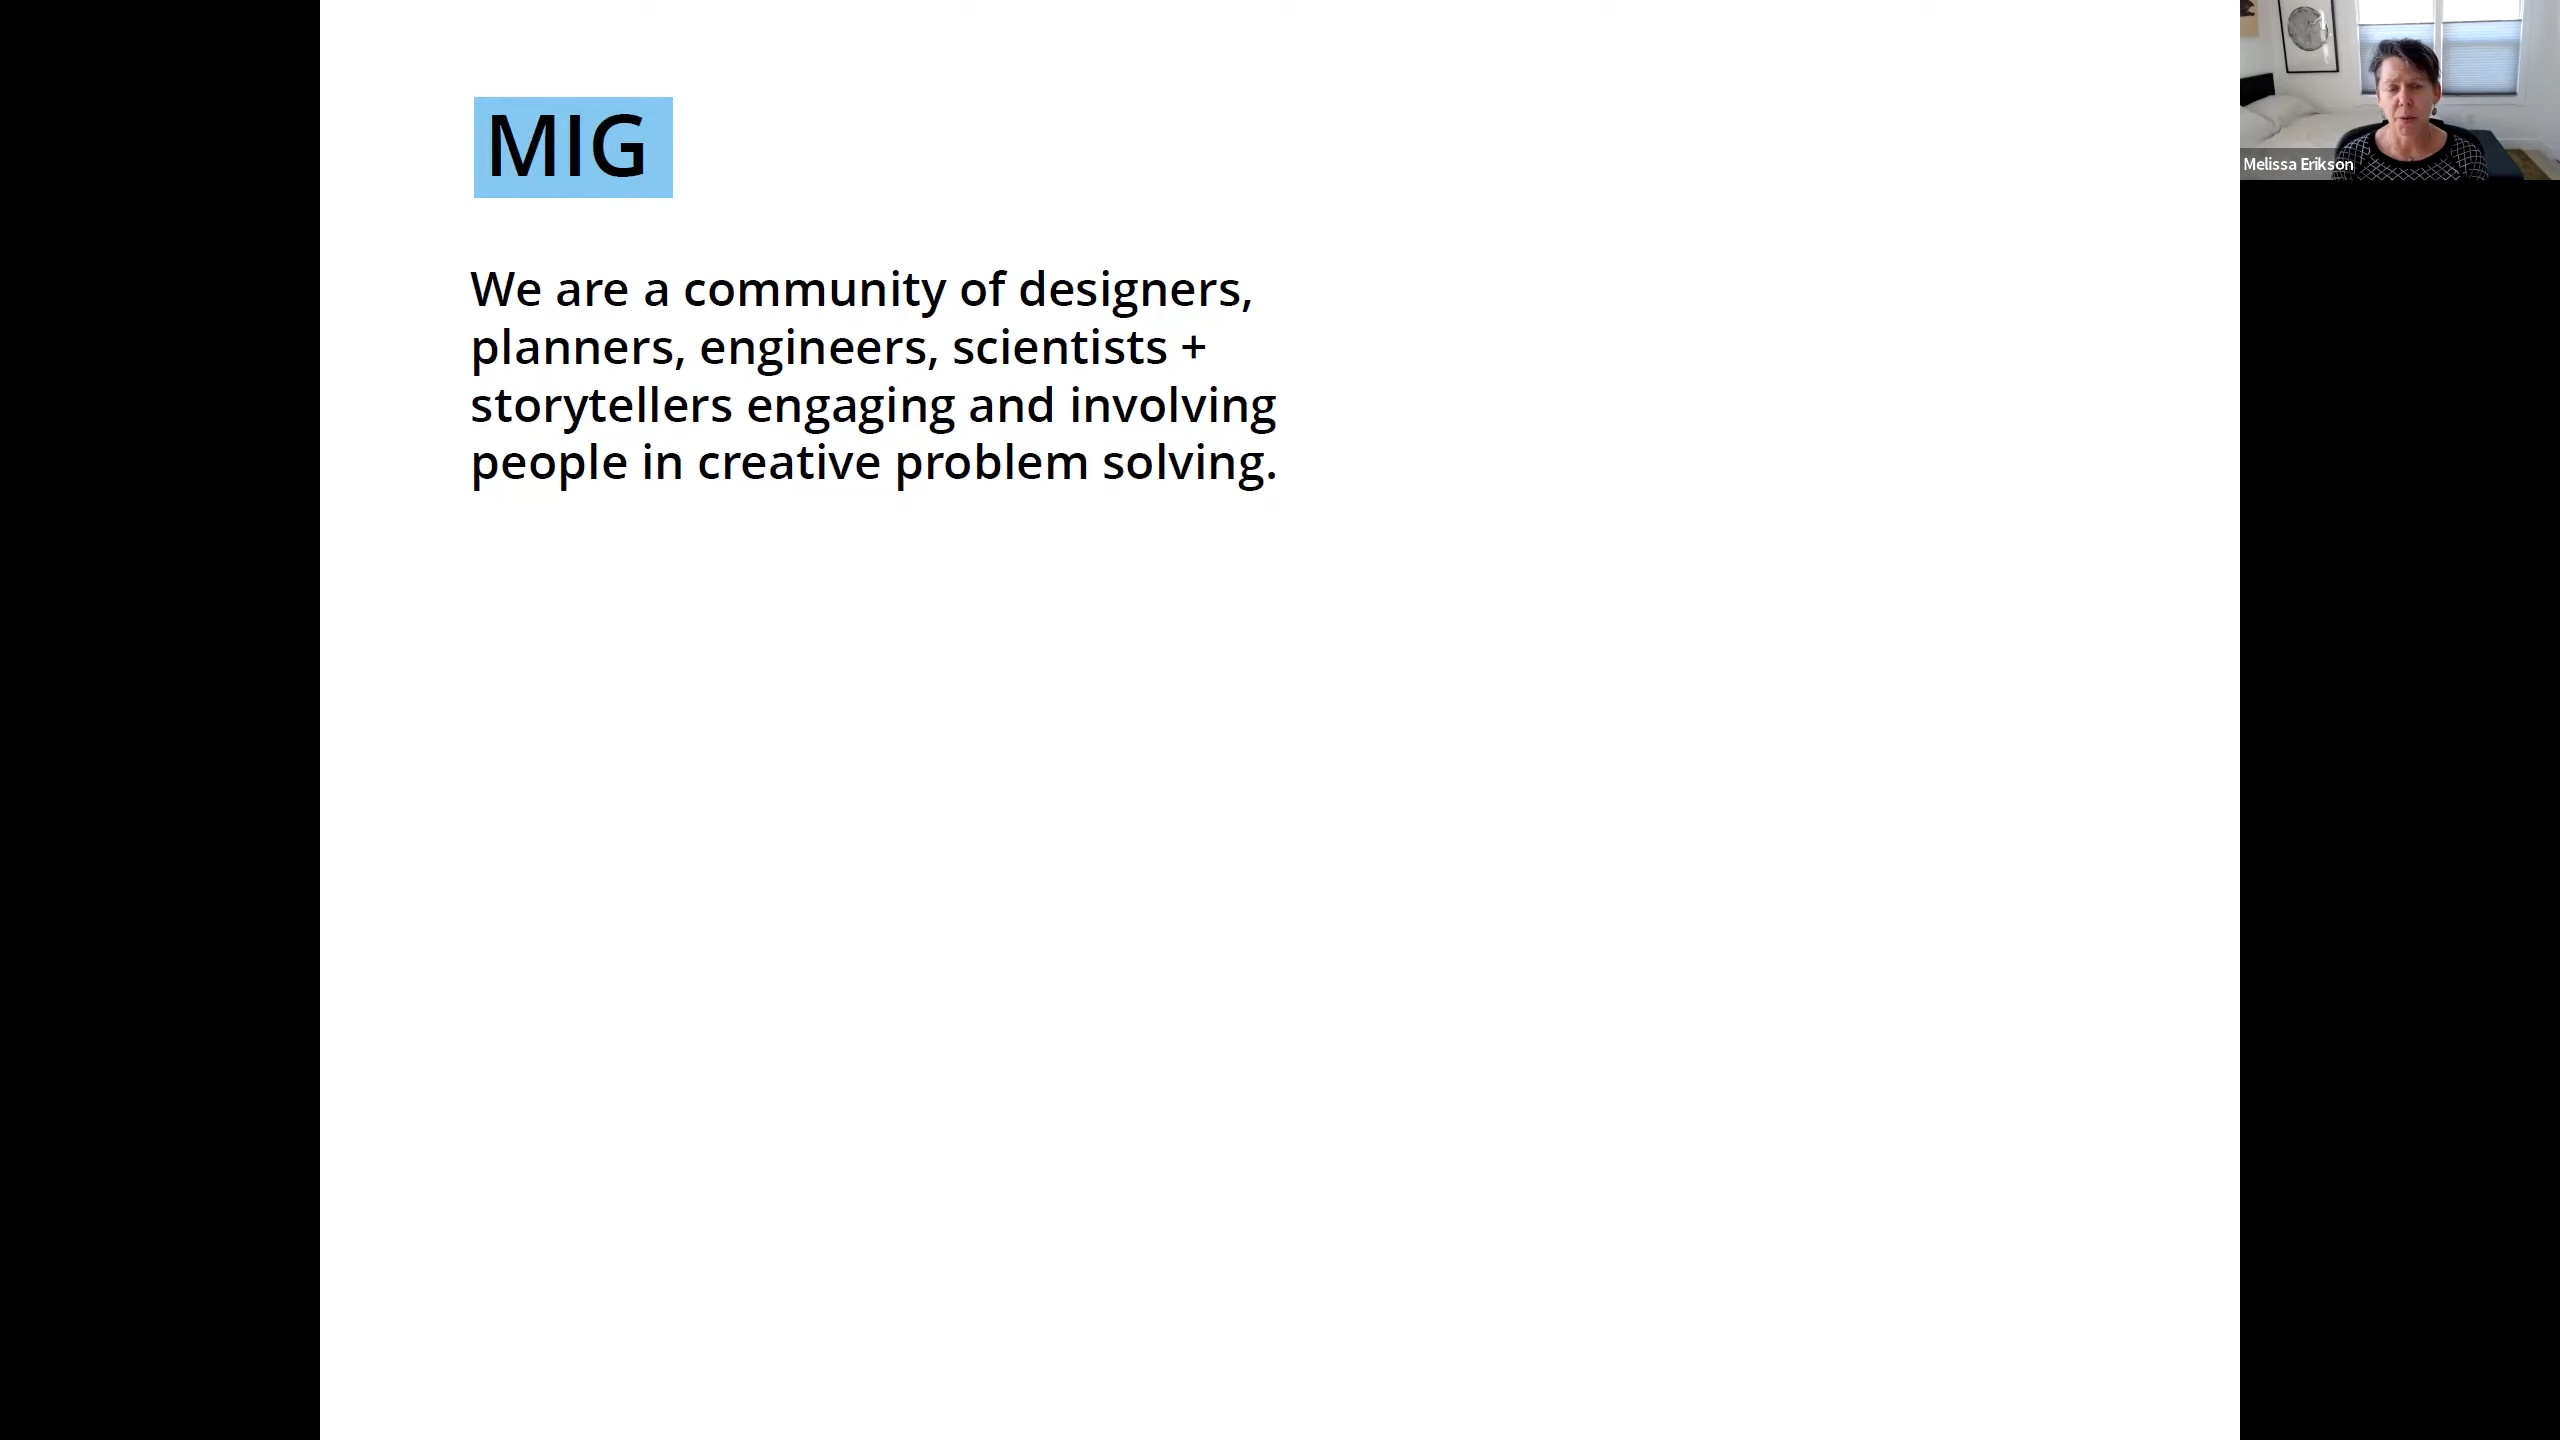 MIG
We are a community of designers,
planners, engineers, scientists +
storytellers engaging and involving
people in creative problem solving.
Melissa Erikson